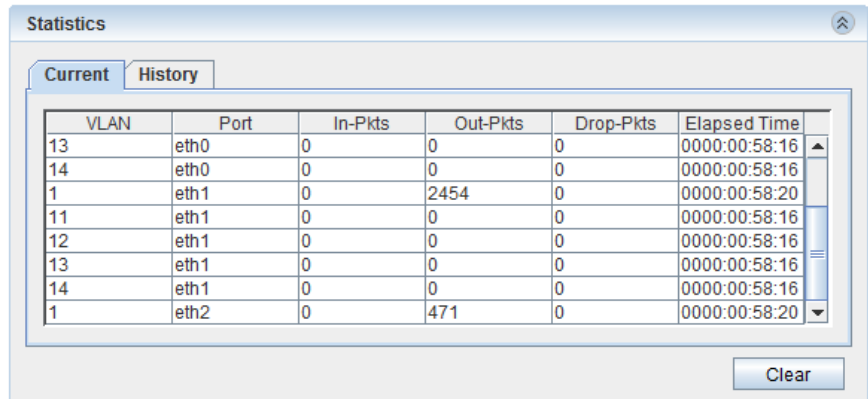 Statistics
Current History
VLAN Port In-Pkts Out-Pkts Drop-Pkts Elapsed Time
13 eth0 0 0 0 0000:00:58:16
14 eth0 0 0 0 0000:00:58:16
1 eth1 0 2454 0 0000:00:58:20
11 eth1 0 0 0 0000:00:58:16
12 eth1 0 0 0 0000:00:58:16
13 eth1 0 0 0 0000:00:58:16
14 eth1 0 0 0 0000:00:58:16
1 eth2 0 471 0 0000:00:58:20
Clear